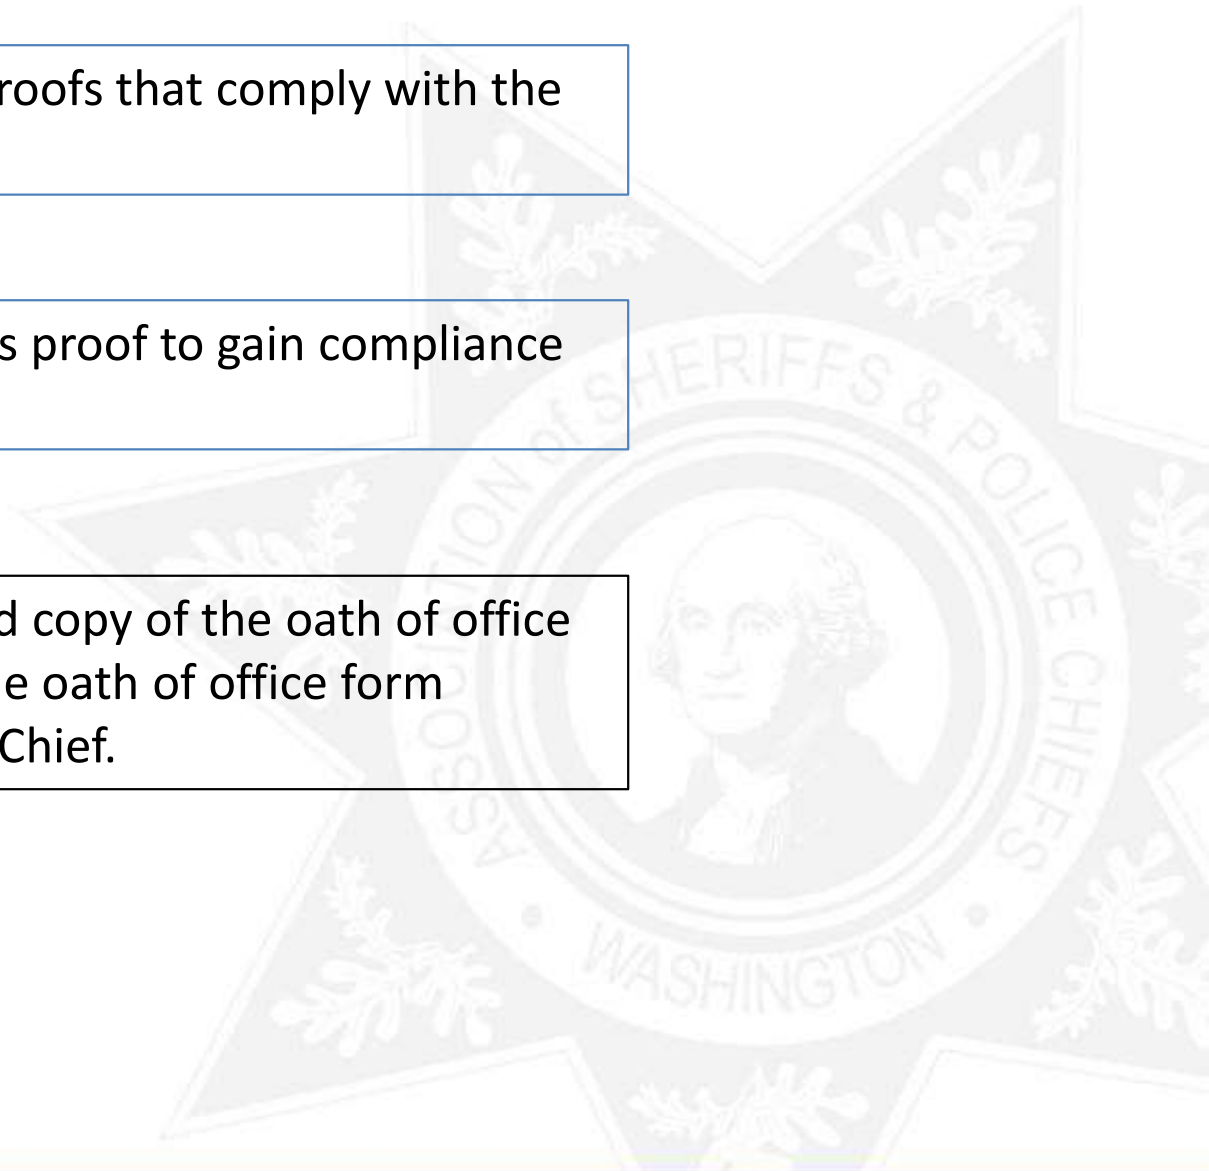 roofs that comply with the
s proof to gain compliance
d copy of the oath of office
e oath of office form
Chief.
ASSOCIATION of SHERIFFS & POLICE CHIEFS
• WASHINGTON •